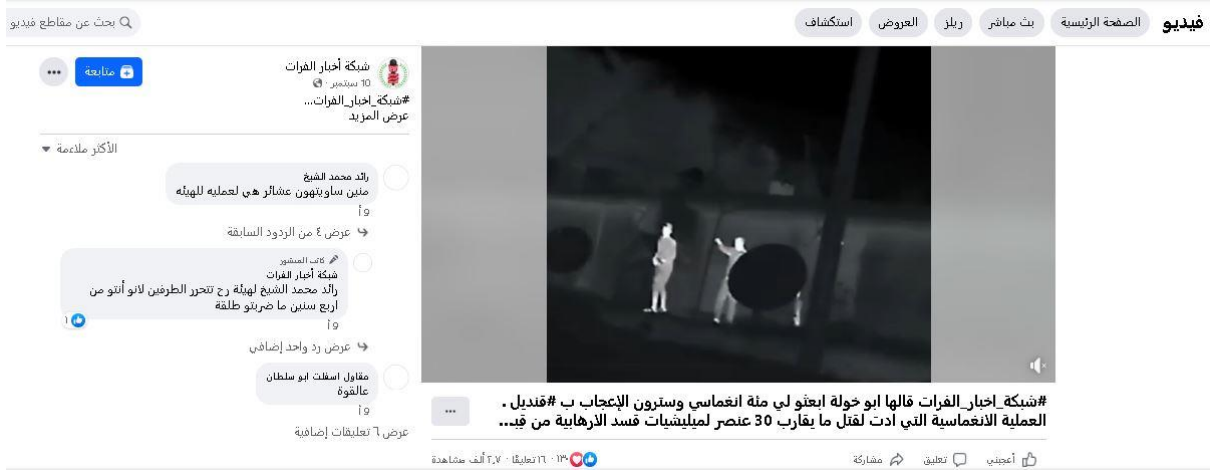 فيديو
الصفحة الرئيسية
بث مباشر
ريلز
العروض
استكشاف
بحث عن مقاطع فيديو
شبكة أخبار الفرات
10 سبتمبر ·
متابعة
#شبكة_اخبار_الفرات...
عرض المزيد
الأكثر ملاءمة
رائد محمد الشيخ
منين ساويتهون عشائر هي لعمليه للهيئه
و أ
عرض ٤ من الردود السابقة
كاتب المنشور
شبكة أخبار الفرات
رائد محمد الشيخ لهيئة رح تتحرر الطرفين لانو أنتو من
اربع سنين ما ضربتو طلقة
١
و أ
عرض رد واحد إضافي
مقاول اسفلت ابو سلطان
عالقوة
و أ
عرض ٦ تعليقات إضافية
#شبكة_اخبار_الفرات قالها ابو خولة ابعثو لي مئة انغماسي وسترون الإعجاب ب #قنديل .
العملية الانغماسية التي ادت لقتل ما يقارب 30 عنصر لميليشيات قسد الارهابية من قبـ...
أعجبني
تعليق
مشاركة
١٣٠ · ١٦ تعليقًا · ٢٫٧ ألف مشاهدة